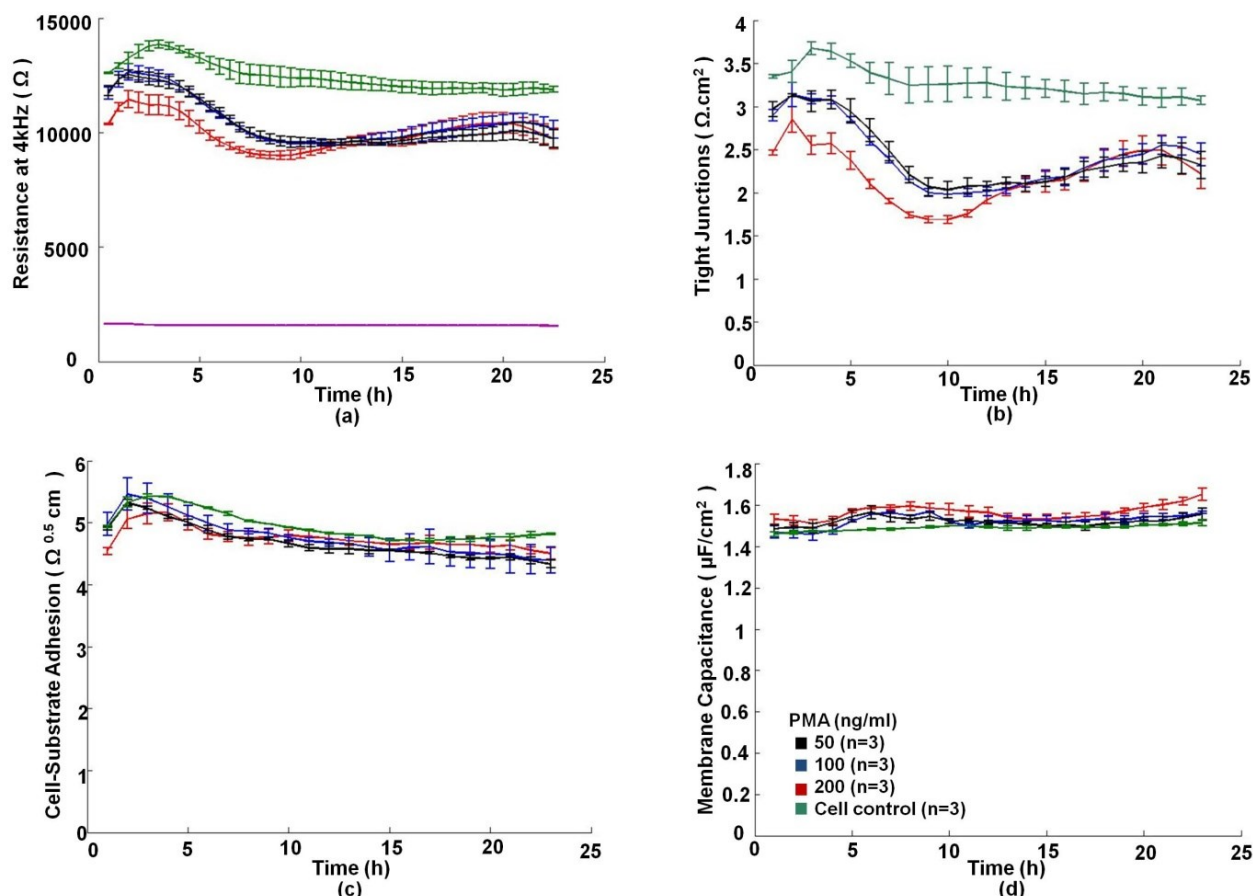 Resistance at 4kHz ( Ω )
15000
10000
5000
0
0 5 10 15 20 25
Time (h)
(a)
Tight Junctions ( Ω.cm²)
4
3.5
3
2.5
2
1.5
1
0.5
0
0 5 10 15 20 25
Time (h)
(b)
Cell-Substrate Adhesion ( Ω 0.5 cm )
6
5
4
3
2
1
0
0 5 10 15 20 25
Time (h)
(c)
Membrane Capacitance ( µF/cm² )
1.8
1.6
1.4
1.2
1
0.8
0.6
0.4
0.2
0
PMA (ng/ml)
50 (n=3)
100 (n=3)
200 (n=3)
Cell control (n=3)
0 5 10 15 20 25
Time (h)
(d)